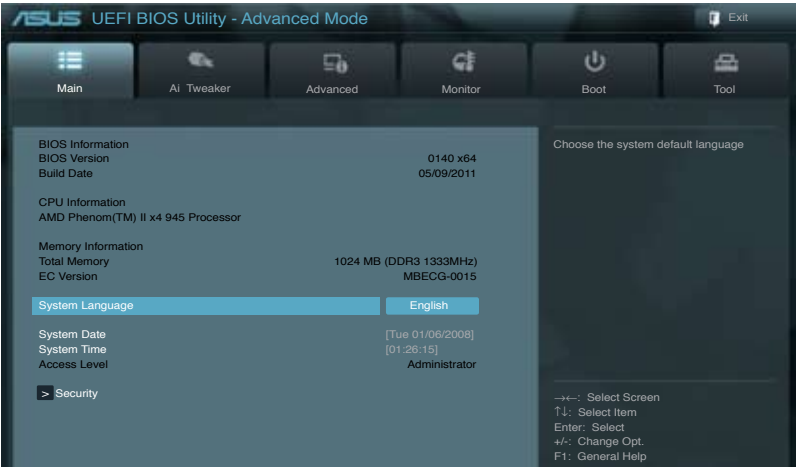 ASUS UEFI BIOS Utility - Advanced Mode
Exit
Main
Ai Tweaker
Advanced
Monitor
Boot
Tool
BIOS Information
BIOS Version 0140 x64
Build Date 05/09/2011
CPU Information
AMD Phenom(TM) II x4 945 Processor
Memory Information
Total Memory 1024 MB (DDR3 1333MHz)
EC Version MBECG-0015
System Language English
System Date [Tue 01/06/2008]
System Time [01:26:15]
Access Level Administrator
> Security
Choose the system default language
→←: Select Screen
↑↓: Select Item
Enter: Select
+/-: Change Opt.
F1: General Help